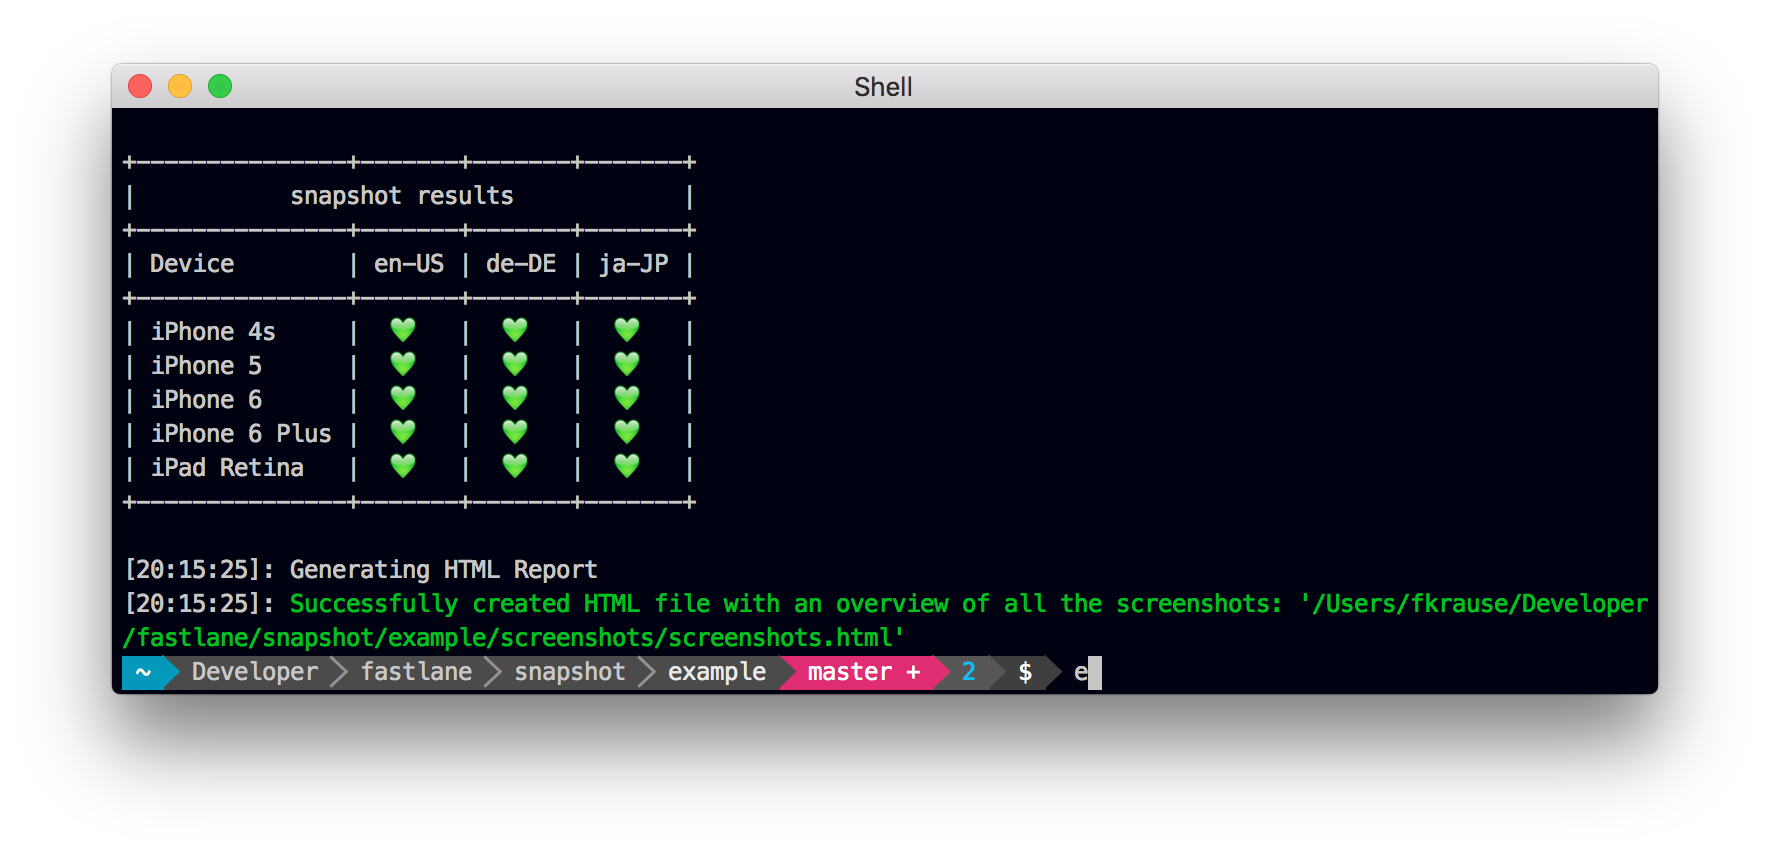 Shell
+---------------+-------+-------+-------+
|           snapshot results            |
+---------------+-------+-------+-------+
| Device        | en-US | de-DE | ja-JP |
+---------------+-------+-------+-------+
| iPhone 4s     |  💚   |  💚   |  💚   |
| iPhone 5      |  💚   |  💚   |  💚   |
| iPhone 6      |  💚   |  💚   |  💚   |
| iPhone 6 Plus |  💚   |  💚   |  💚   |
| iPad Retina   |  💚   |  💚   |  💚   |
+---------------+-------+-------+-------+
[20:15:25]: Generating HTML Report
[20:15:25]: Successfully created HTML file with an overview of all the screenshots: '/Users/fkrause/Developer
/fastlane/snapshot/example/screenshots/screenshots.html'
~ Developer fastlane snapshot example master + 2 $ e